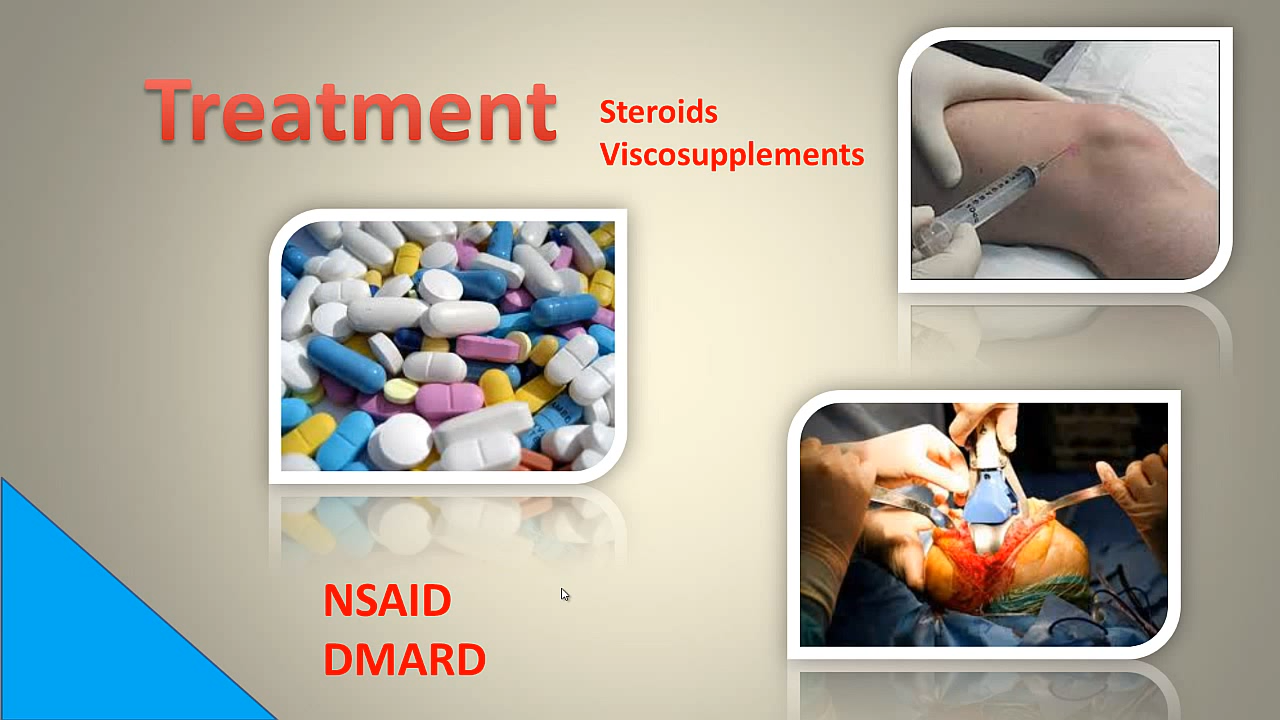 Treatment
Steroids
Viscosupplements
NSAID
DMARD